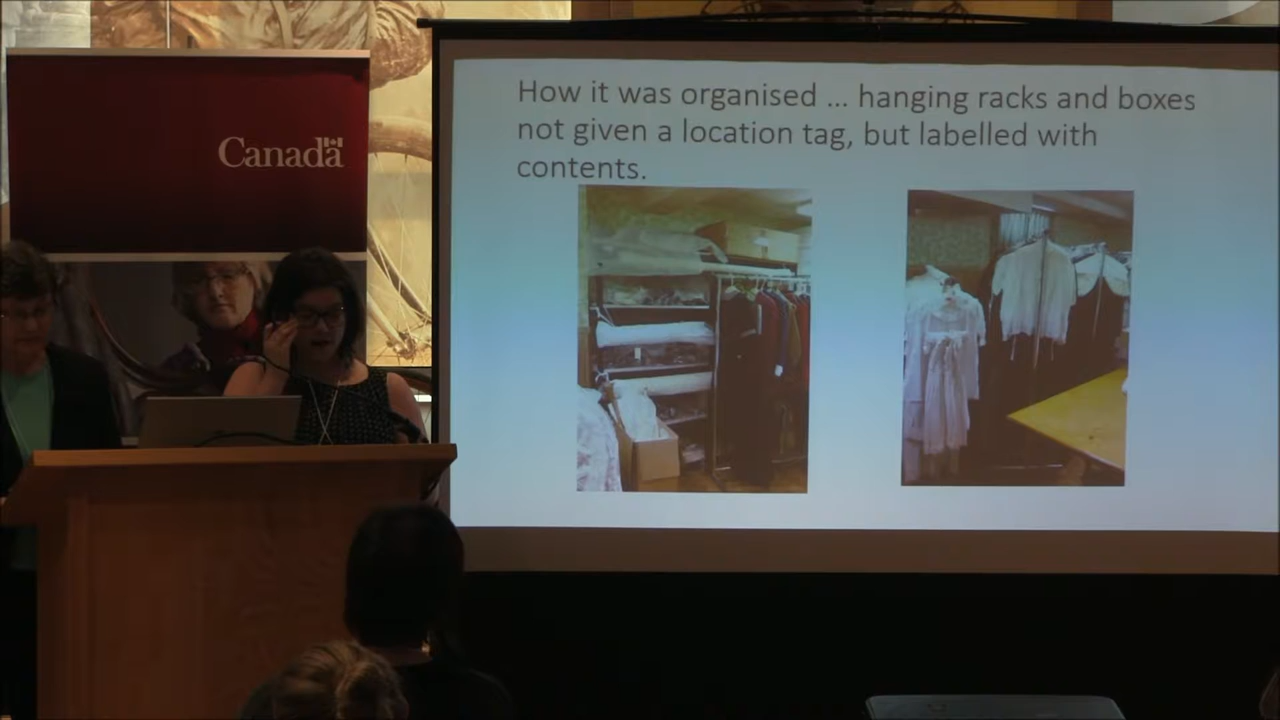 Canada
How it was organised ... hanging racks and boxes
not given a location tag, but labelled with
contents.